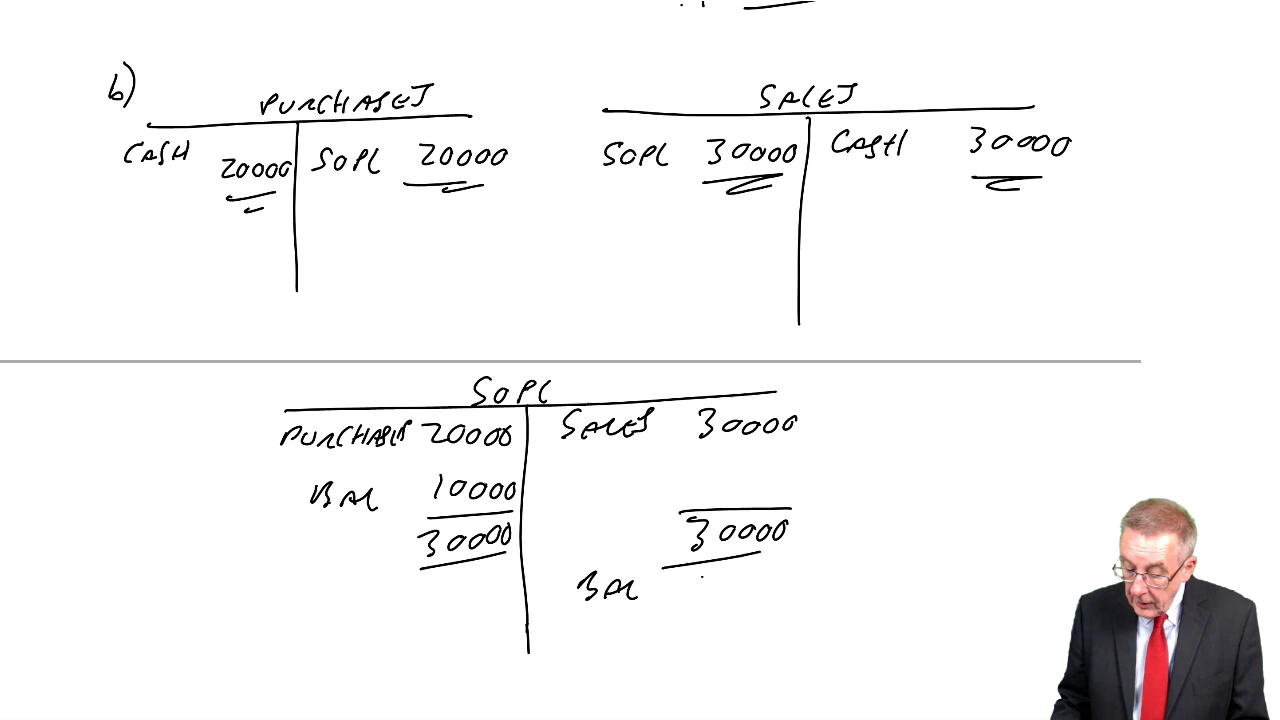 b)
PURCHASES
SALES
CASH 20000 SOPL 20000
SOPL 30000 CASH 30000
SOPL
PURCHASES 20000 SALES 30000
BAL 10000
30000 30000
BAL